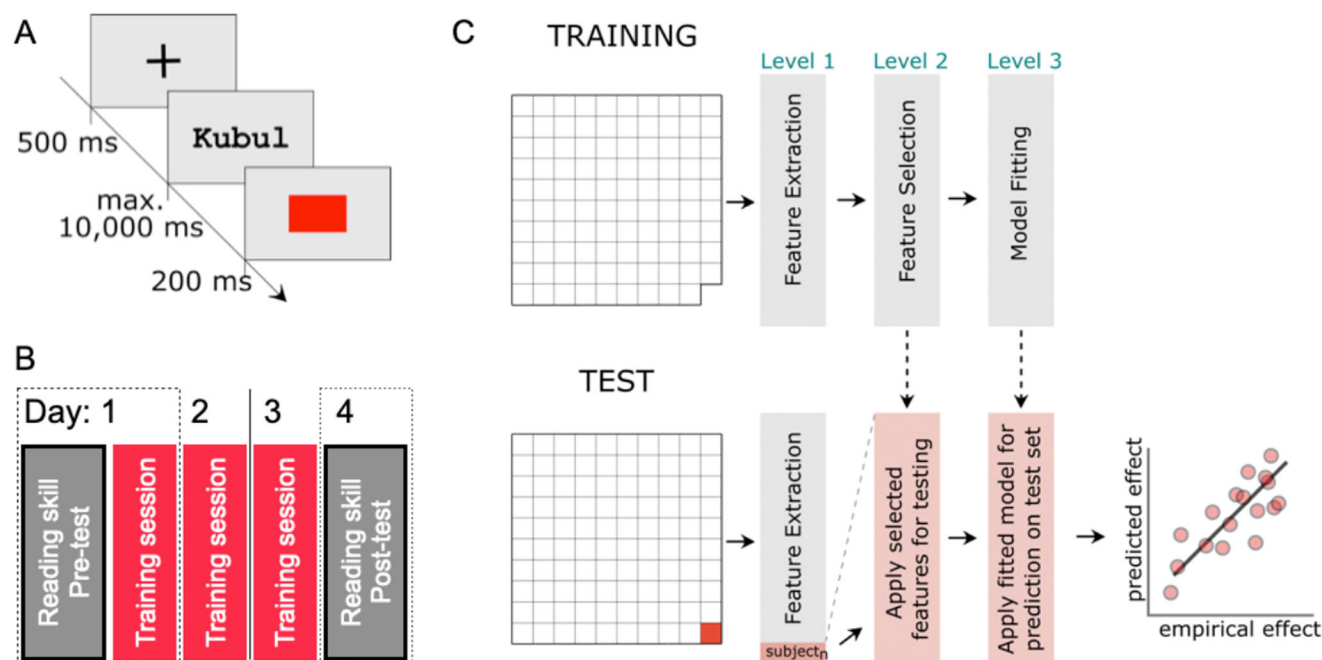 A
Kubul
500 ms
max.
10,000 ms
200 ms
B
Day: 1 2 3 4
Reading skill
Pre-test
Training session
Training session
Training session
Reading skill
Post-test
C
TRAINING
Level 1 Level 2 Level 3
Feature Extraction
Feature Selection
Model Fitting
TEST
Feature Extraction
subjectn
Apply selected
features for testing
Apply fitted model for
prediction on test set
predicted effect
empirical effect